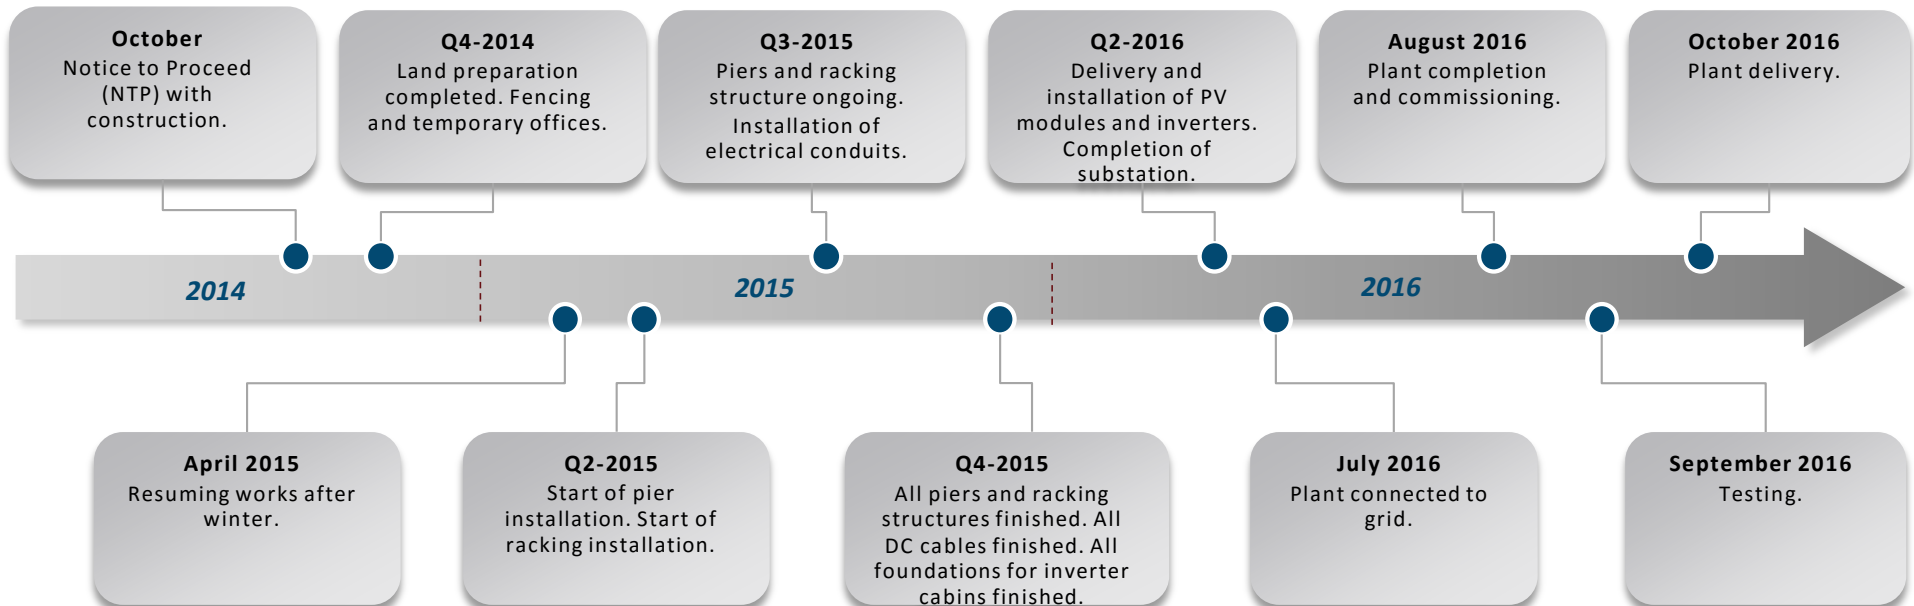 October
Notice to Proceed
(NTP) with
construction.
Q4-2014
Land preparation
completed. Fencing
and temporary offices.
Q3-2015
Piers and racking
structure ongoing.
Installation of
electrical conduits.
Q2-2016
Delivery and
installation of PV
modules and inverters.
Completion of
substation.
August 2016
Plant completion
and commissioning.
October 2016
Plant delivery.
2014
2015
2016
April 2015
Resuming works after
winter.
Q2-2015
Start of pier
installation. Start of
racking installation.
Q4-2015
All piers and racking
structures finished. All
DC cables finished. All
foundations for inverter
cabins finished.
July 2016
Plant connected to
grid.
September 2016
Testing.